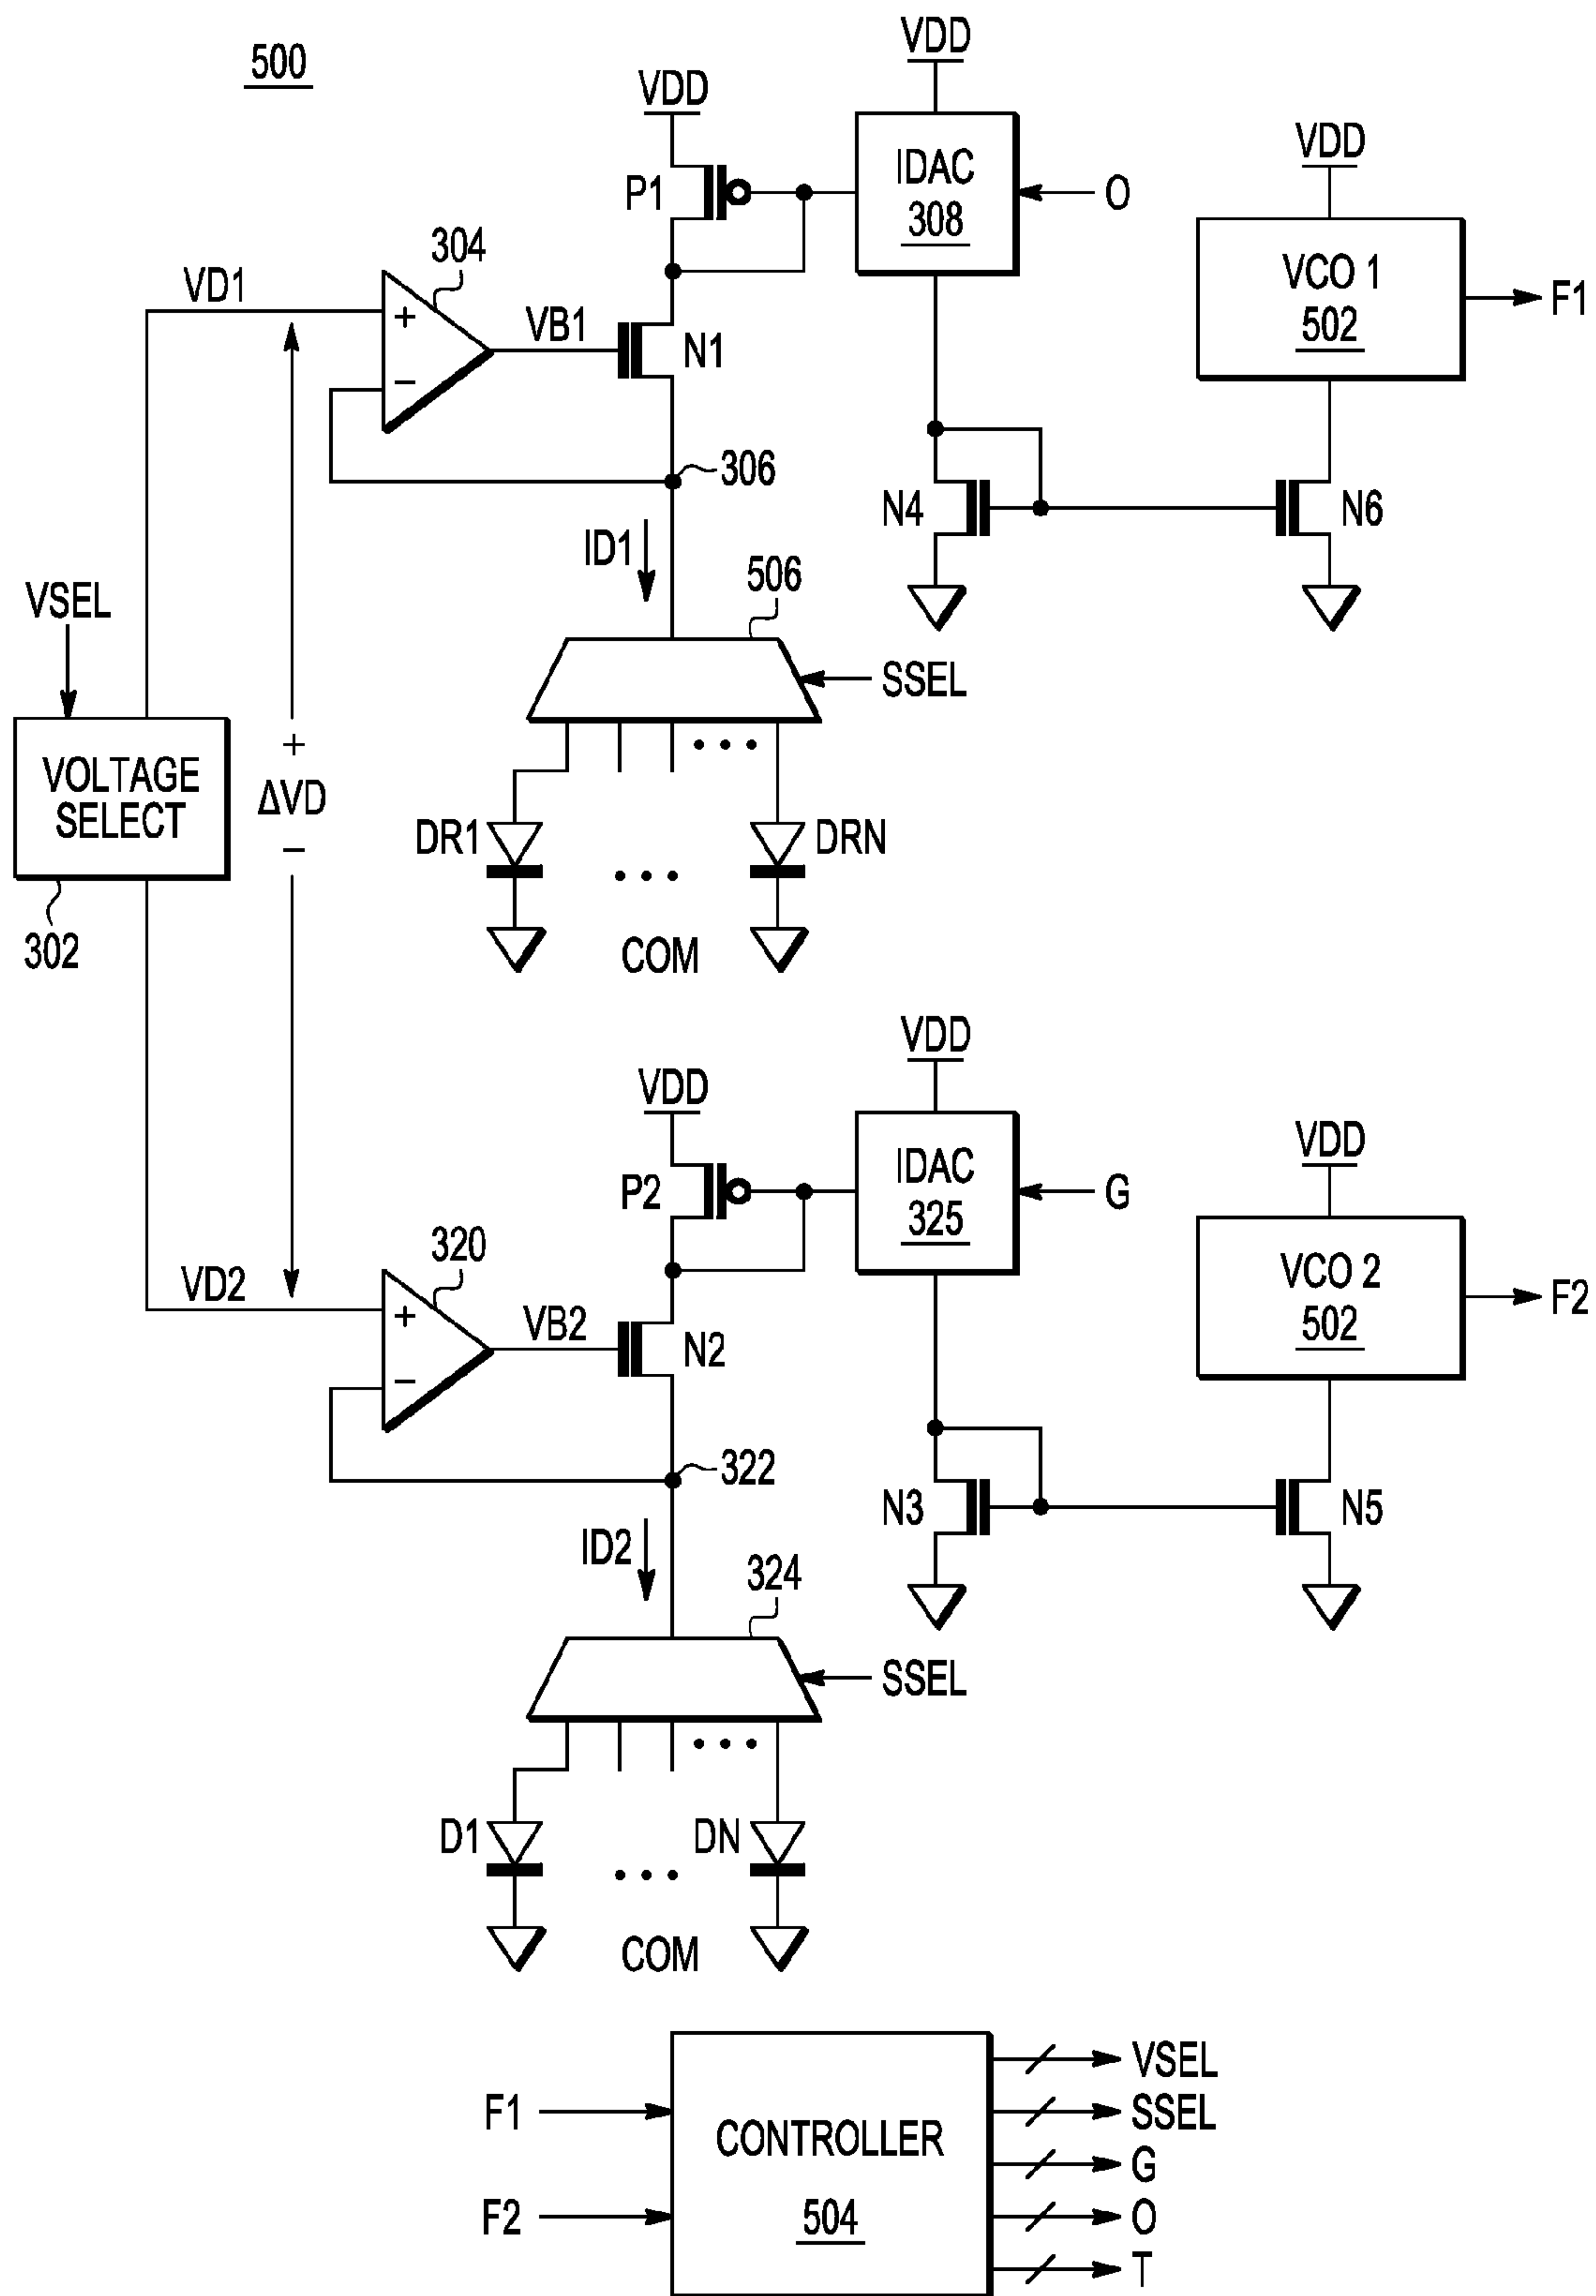 500
VDD
VDD
VDD
P1
IDAC
308
O
VCO 1
502
F1
304
VD1
+
−
VB1
N1
306
N4
N6
ID1
506
VSEL
SSEL
VOLTAGE
SELECT
302
+
ΔVD
−
DR1
• • •
DRN
• • •
COM
VDD
VDD
VDD
P2
IDAC
325
G
VCO 2
502
F2
320
VD2
+
−
VB2
N2
322
N3
N5
ID2
324
SSEL
• • •
D1
DN
• • •
COM
F1
F2
CONTROLLER
504
VSEL
SSEL
G
O
T